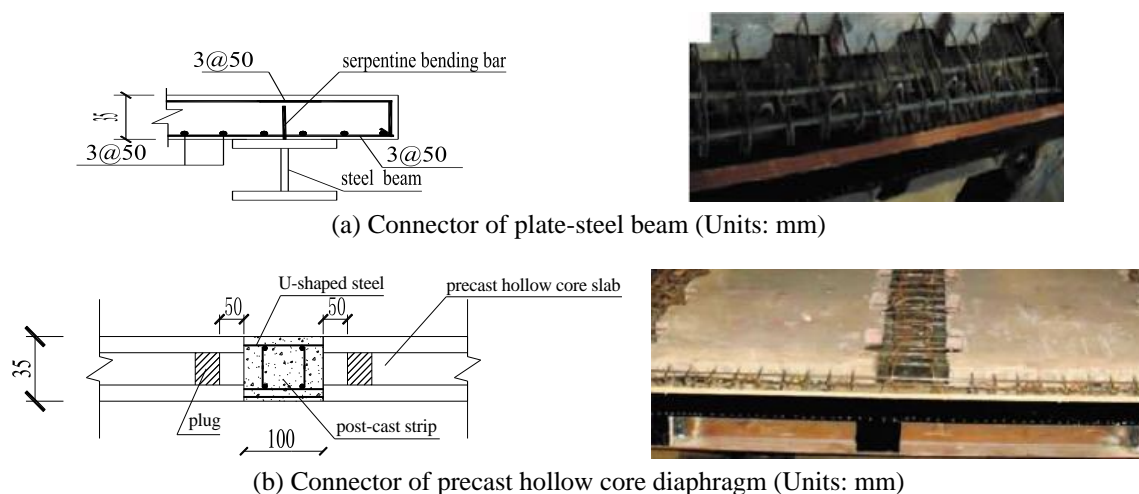 3@50
serpentine bending bar
35
3@50
3@50
steel beam
(a) Connector of plate-steel beam (Units: mm)
U-shaped steel
precast hollow core slab
50
50
35
plug
post-cast strip
100
(b) Connector of precast hollow core diaphragm (Units: mm)